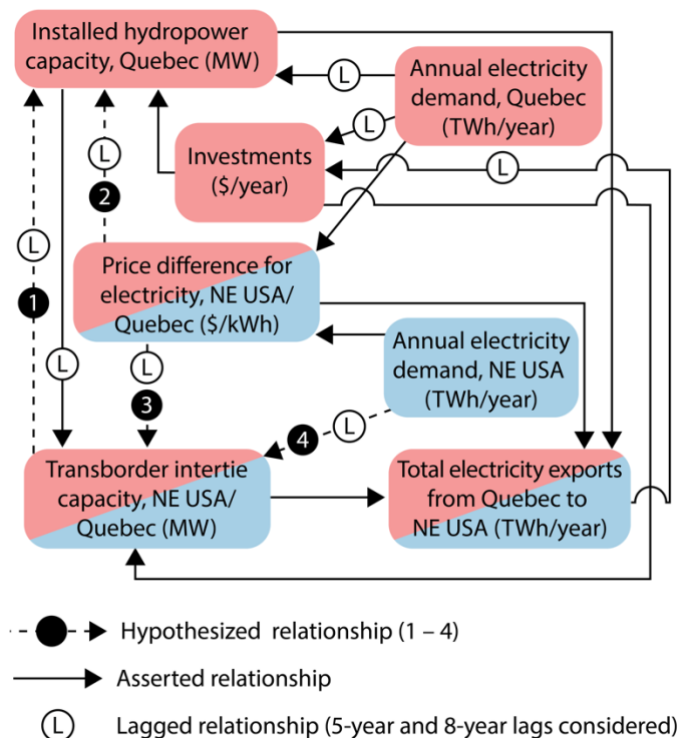 Installed hydropower
capacity, Quebec (MW)
Annual electricity
demand, Quebec
(TWh/year)
L
L
Investments
($/year)
L
L
2
L
1
Price difference for
electricity, NE USA/
Quebec ($/kWh)
Annual electricity
demand, NE USA
(TWh/year)
L
L
3
4
L
Transborder intertie
capacity, NE USA/
Quebec (MW)
Total electricity exports
from Quebec to
NE USA (TWh/year)
Hypothesized relationship (1 – 4)
Asserted relationship
L Lagged relationship (5-year and 8-year lags considered)